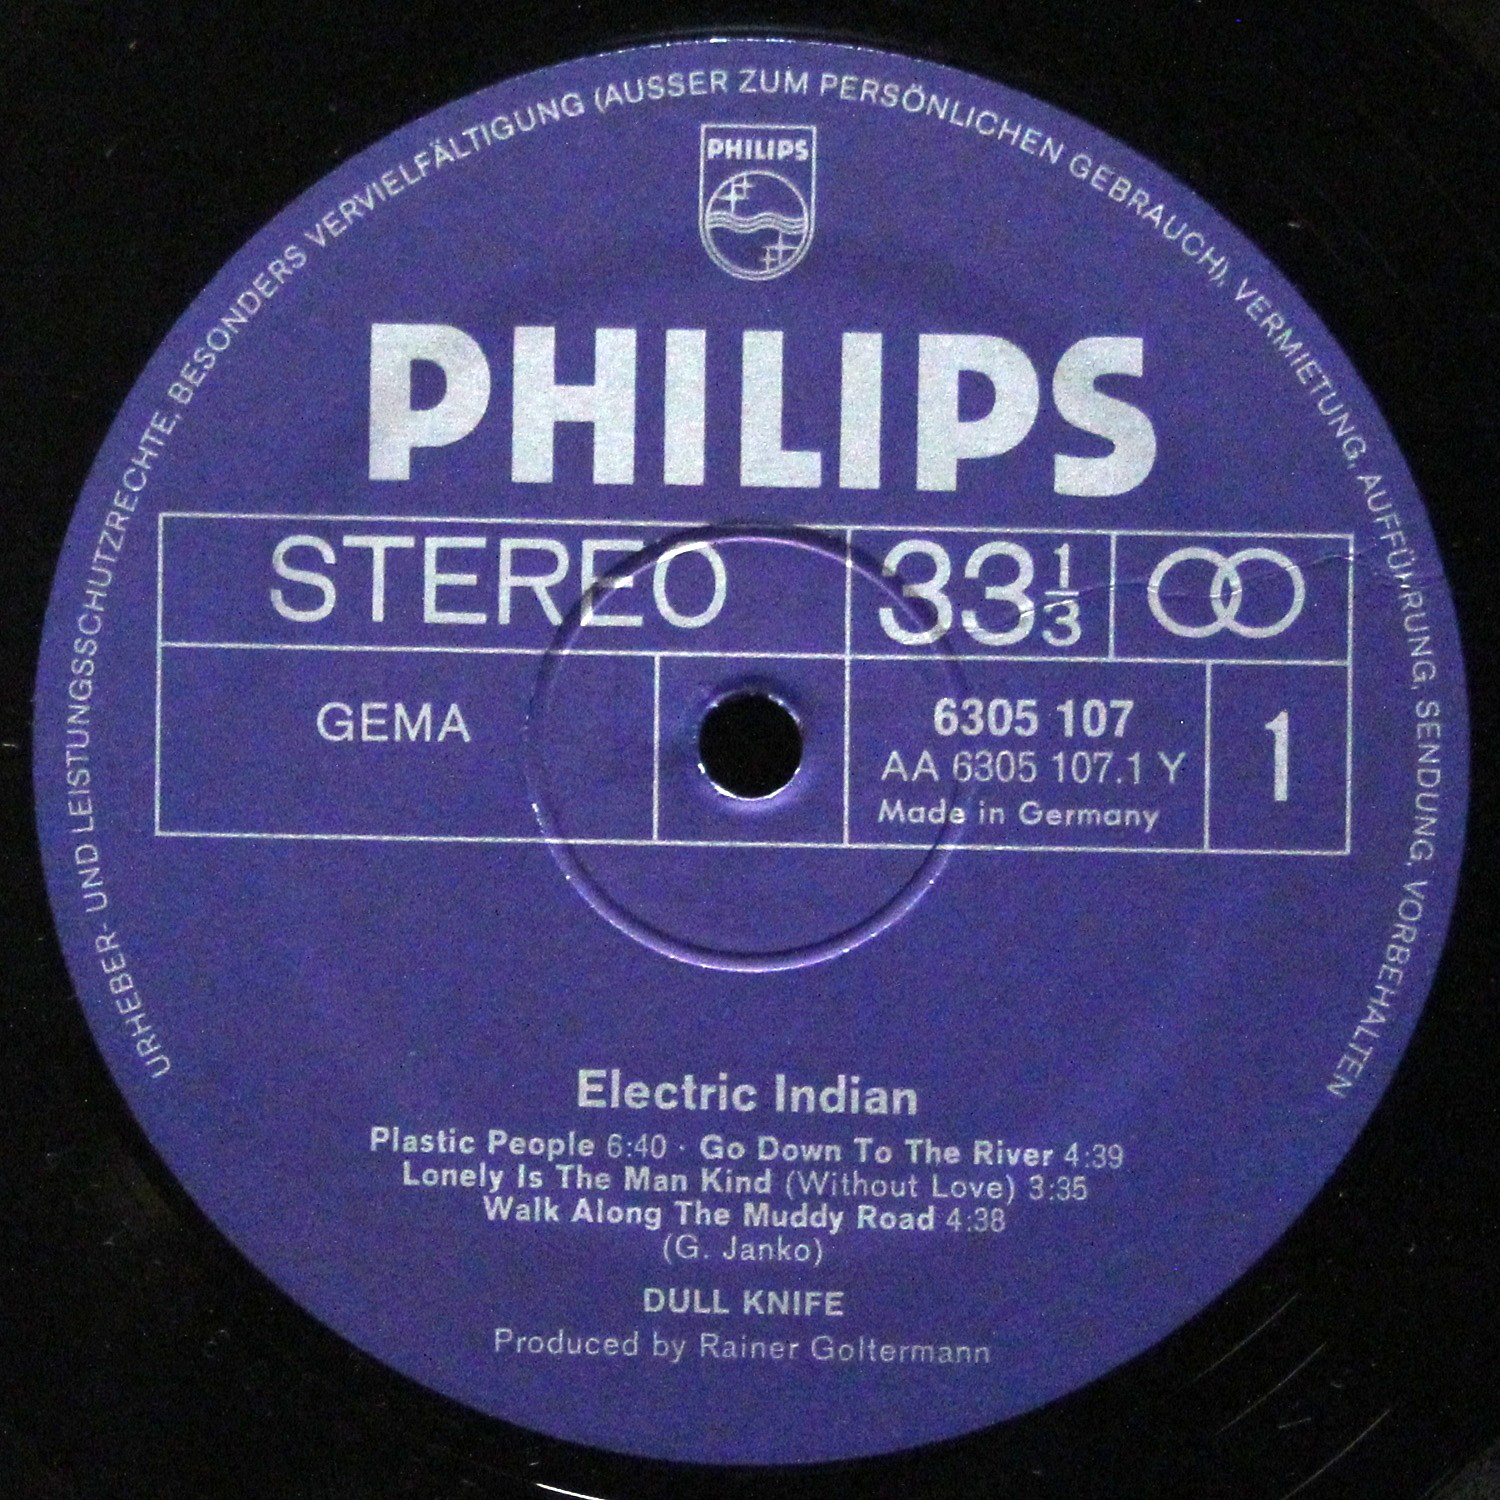 URHEBER- UND LEISTUNGSSCHUTZRECHTE, BESONDERS VERVIELFÄLTIGUNG (AUSSER ZUM PERSÖNLICHEN GEBRAUCH), VERMIETUNG, AUFFÜHRUNG, SENDUNG, VORBEHALTEN
PHILIPS
PHILIPS
STEREO 33 1/3
GEMA 6305 107 1
AA 6305 107.1 Y
Made in Germany
Electric Indian
Plastic People 6:40 · Go Down To The River 4:39
Lonely Is The Man Kind (Without Love) 3:35
Walk Along The Muddy Road 4:38
(G. Janko)
DULL KNIFE
Produced by Rainer Goltermann